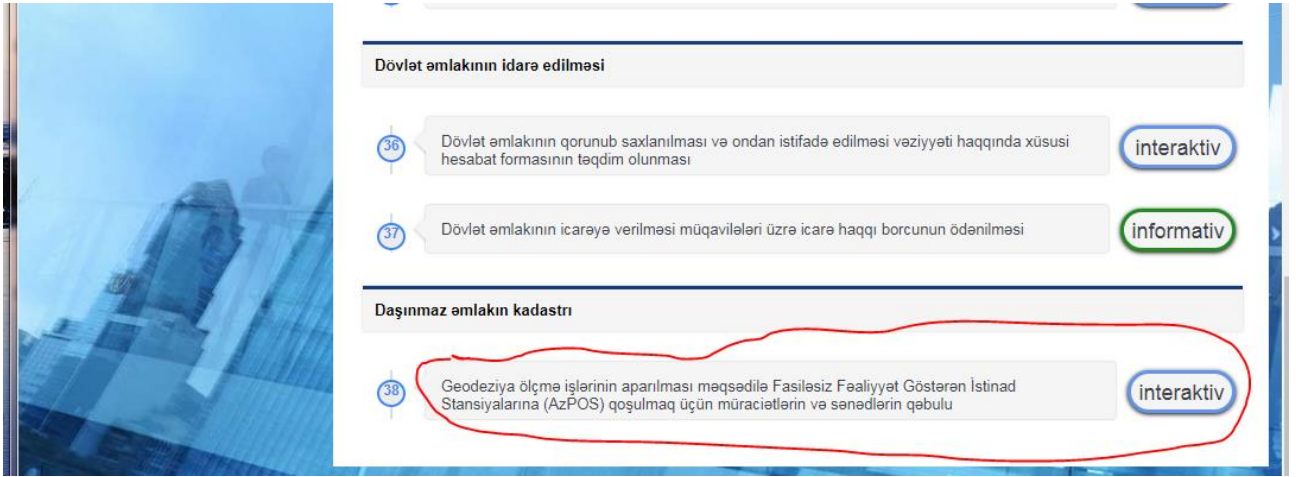 Dövlət əmlakının idarə edilməsi
36
Dövlət əmlakının qorunub saxlanılması və ondan istifadə edilməsi vəziyyəti haqqında xüsusi
hesabat formasının təqdim olunması
interaktiv
37
Dövlət əmlakının icarəyə verilməsi müqavilələri üzrə icarə haqqı borcunun ödənilməsi
informativ
Daşınmaz əmlakın kadastrı
38
Geodeziya ölçmə işlərinin aparılması məqsədilə Fasiləsiz Fəaliyyət Göstərən İstinad
Stansiyalarına (AzPOS) qoşulmaq üçün müraciətlərin və sənədlərin qəbulu
interaktiv